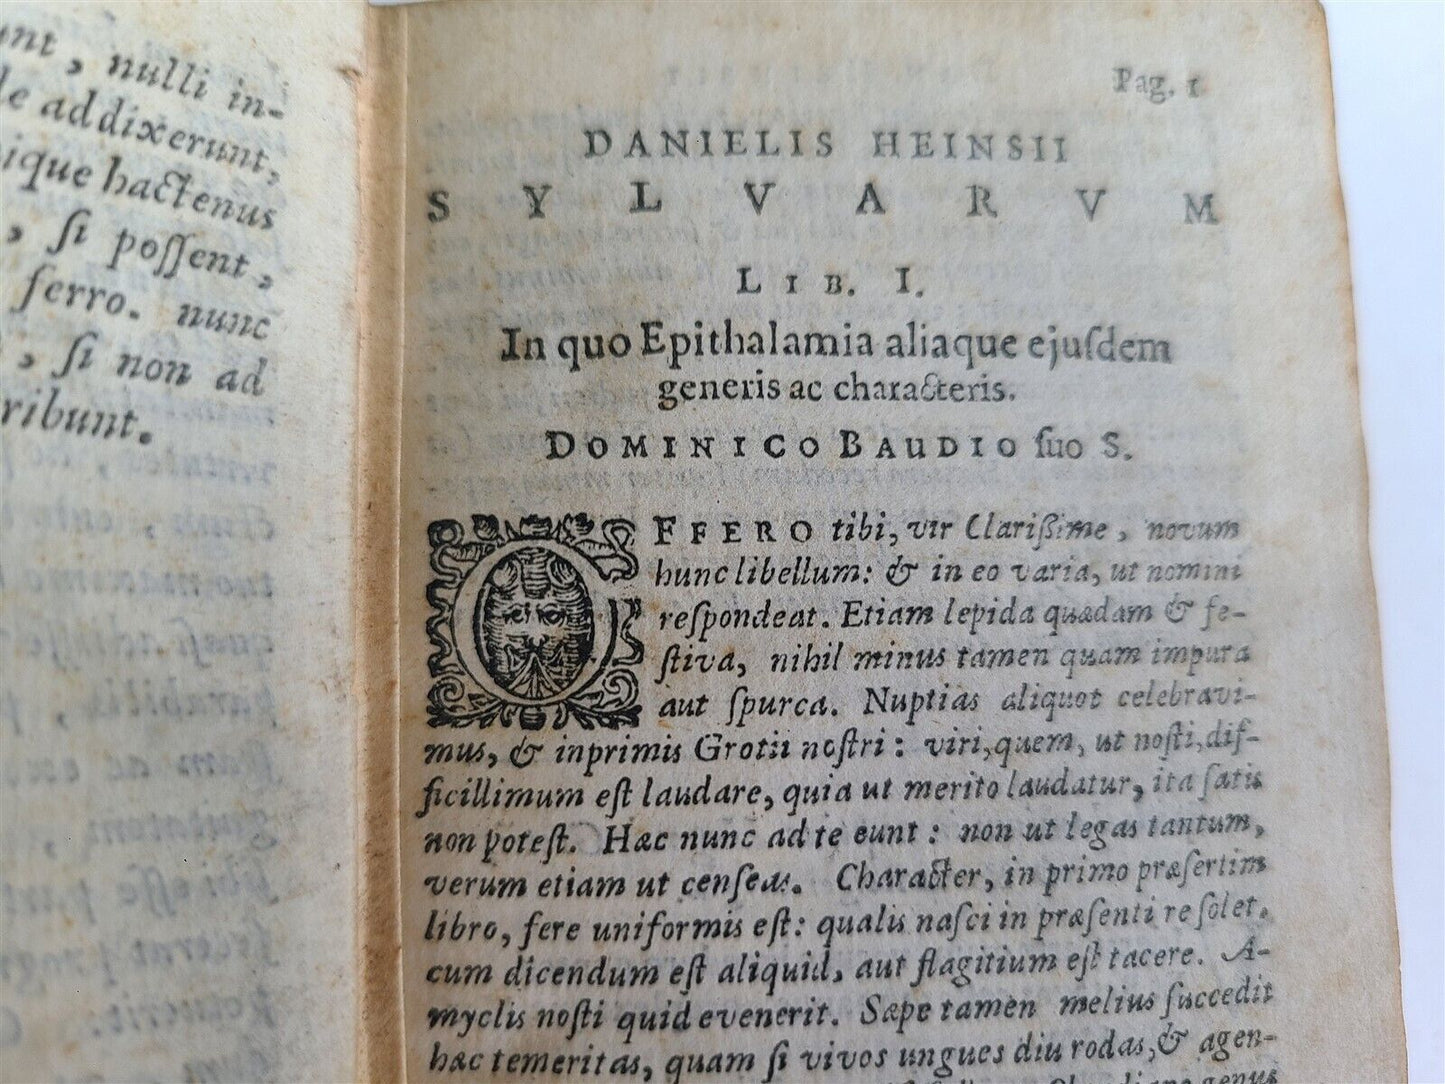 unt, nulli in-
le addixerunt,
ique hactenus
, ſi poſſent,
ferro. nunc
, ſi non ad
ribunt.
Pag. 1
DANIELIS HEINSII
SYLVARVM
LIB. I.
In quo Epithalamia aliaque ejuſdem
generis ac characteris.
DOMINICO BAUDIO ſuo S.
OFFERO tibi, vir Clarißime, novum
hunc libellum: & in eo varia, ut nomini
reſpondeat. Etiam lepida quædam & fe-
ſtiva, nihil minus tamen quam impura
aut ſpurca. Nuptias aliquot celebravi-
mus, & inprimis Grotii noſtri: viri, quem, ut noſti, dif-
ficillimum eſt laudare, quia ut merito laudatur, ita ſatis
non poteſt. Hæc nunc ad te eunt: non ut legas tantum,
verum etiam ut cenſeas. Character, in primo præſertim
libro, fere uniformis eſt: qualis naſci in præſenti re ſolet.
cum dicendum eſt aliquid, aut flagitium eſt tacere. A-
myclis noſti quid evenerit. Sæpe tamen melius ſuccedit
hæc temeritas, quam ſi vivos ungues diu rodas, & agen-
genus